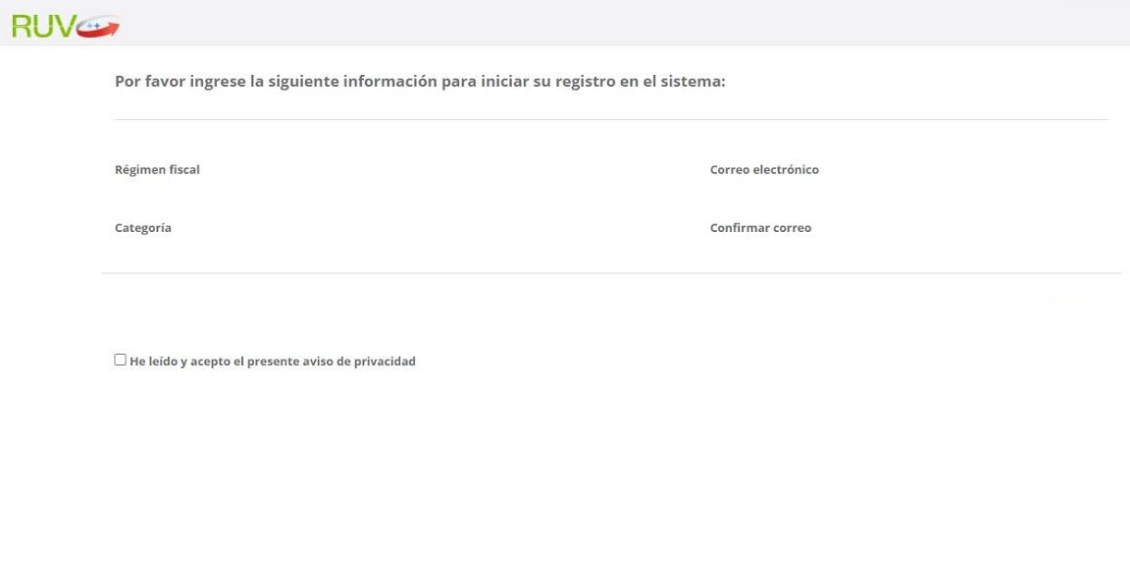 RUV
Por favor ingrese la siguiente información para iniciar su registro en el sistema:
Régimen fiscal
Correo electrónico
Categoría
Confirmar correo
He leído y acepto el presente aviso de privacidad